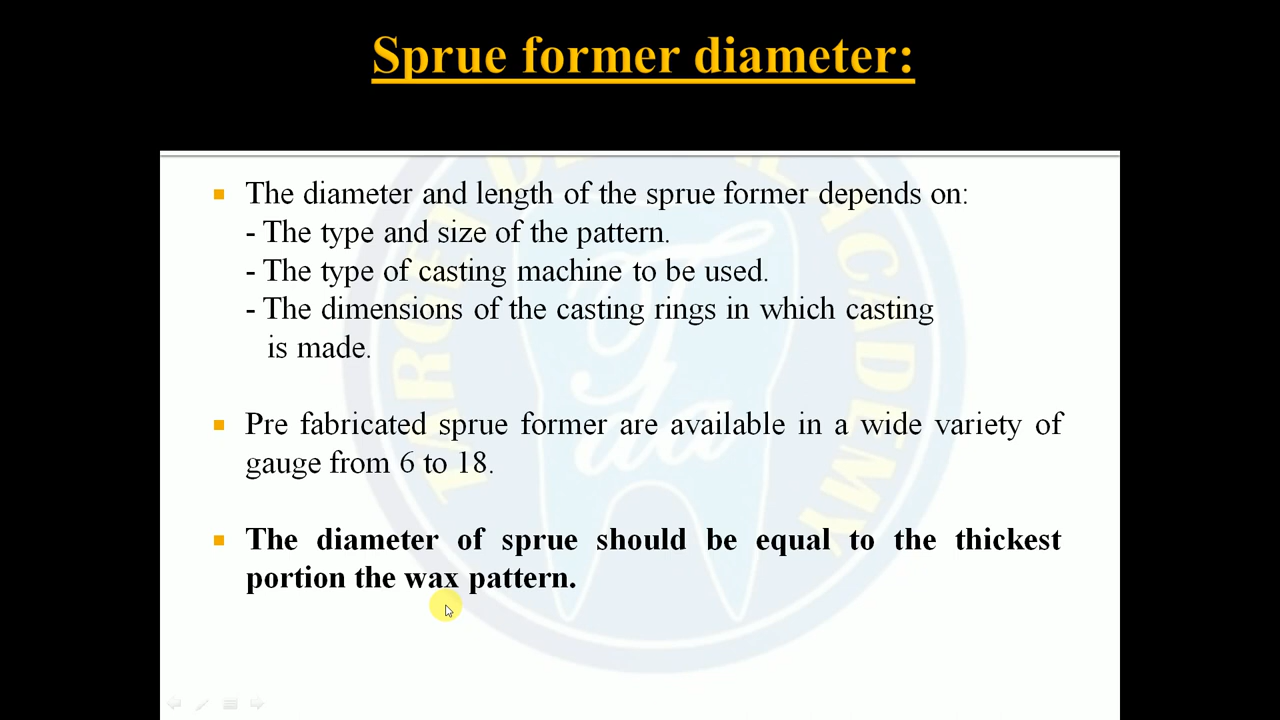 Sprue former diameter:
The diameter and length of the sprue former depends on:
- The type and size of the pattern.
- The type of casting machine to be used.
- The dimensions of the casting rings in which casting
is made.
Pre fabricated sprue former are available in a wide variety of
gauge from 6 to 18.
The diameter of sprue should be equal to the thickest
portion the wax pattern.
TARGET
ACADEMY